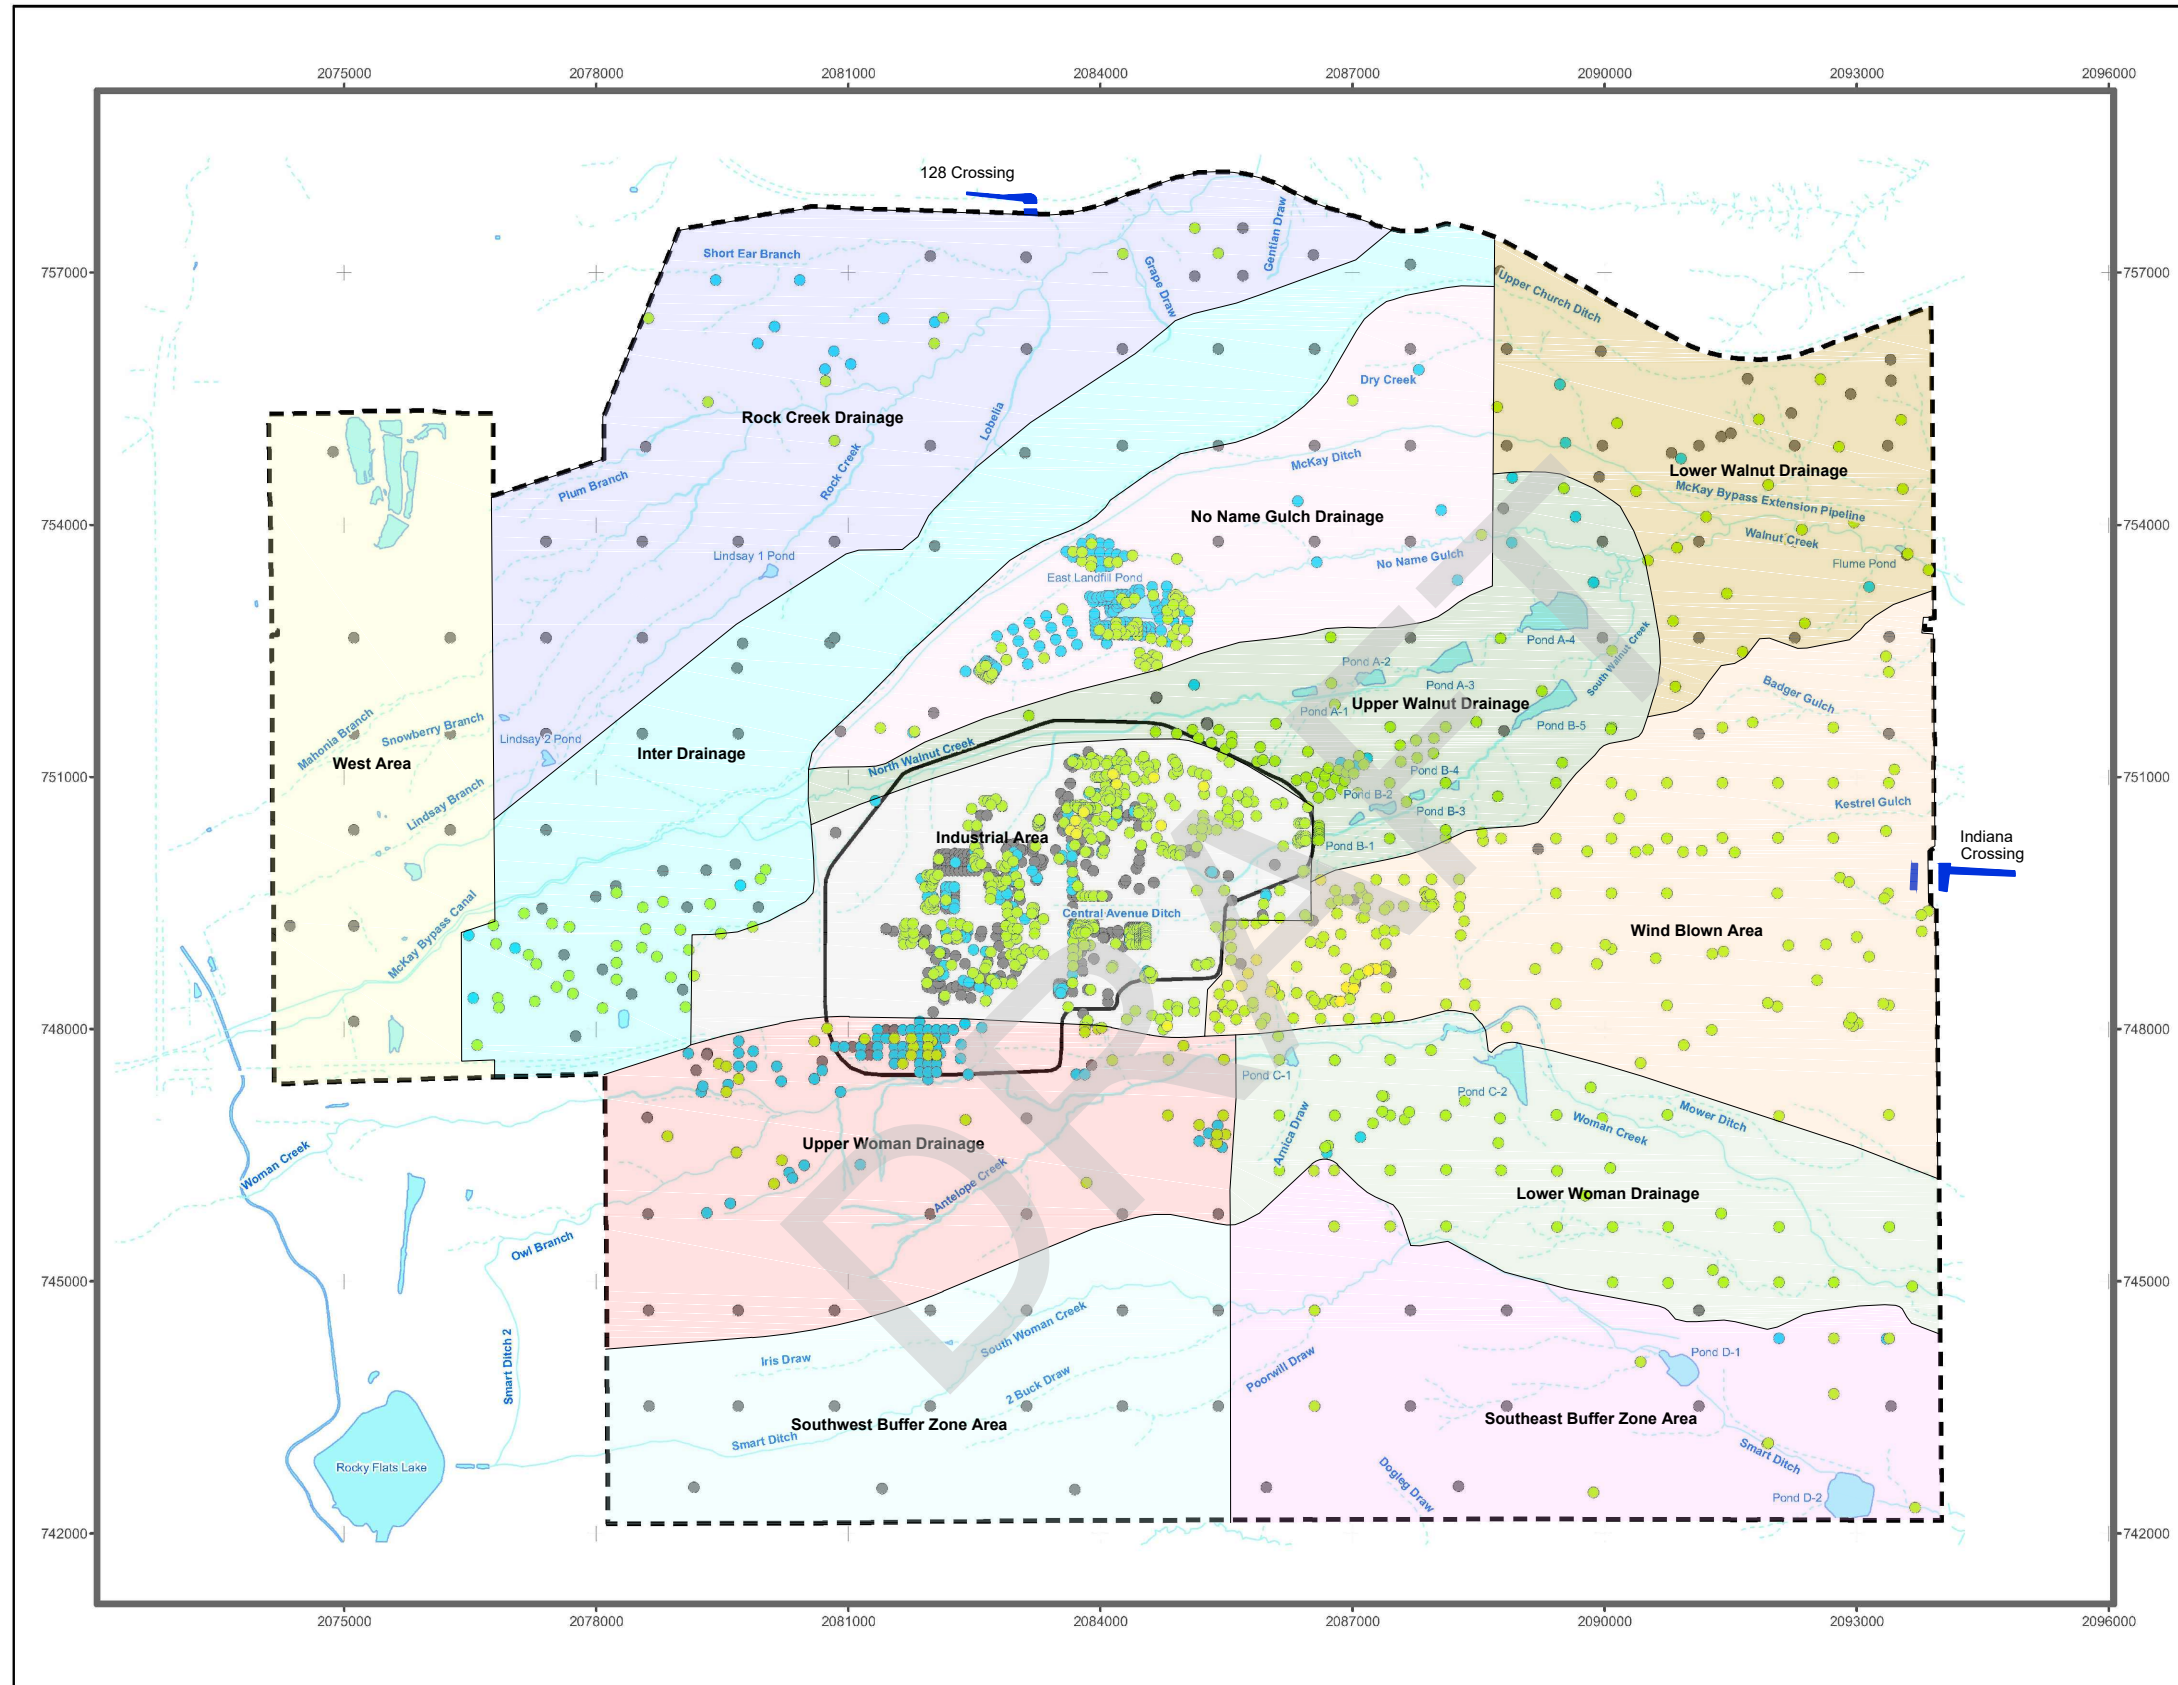 2075000 2078000 2081000 2084000 2087000 2090000 2093000 2096000
128 Crossing
Gentian Draw
Short Ear Branch
Grape Draw
757000 757000
Upper Church Ditch
Dry Creek
Rock Creek Drainage
Lobelia
Rock Creek
McKay Ditch
Lower Walnut Drainage
Plum Branch
McKay Bypass Extension Pipeline
No Name Gulch Drainage
754000 754000
Walnut Creek
Lindsay 1 Pond
No Name Gulch
Flume Pond
East Landfill Pond
Pond A-4
South Walnut Creek
Pond A-2
Pond A-3
Badger Gulch
Upper Walnut Drainage
Pond A-1
Mahonia Branch
Snowberry Branch
Pond B-5
Lindsay 2 Pond
Inter Drainage
North Walnut Creek
West Area
751000 751000
Pond B-4
Lindsay Branch
Pond B-2
Kestrel Gulch
Pond B-3
Industrial Area
Pond B-1
Indiana
Crossing
McKay Bypass Canal
Central Avenue Ditch
Wind Blown Area
748000 748000
Pond C-1
Pond C-2
Mower Ditch
Woman Creek
Arnica Draw
Upper Woman Drainage
Woman Creek
Antelope Creek
Lower Woman Drainage
Owl Branch
745000 745000
South Woman Creek
Smart Ditch 2
Iris Draw
Pond D-1
Poorwill Draw
2 Buck Draw
Southwest Buffer Zone Area
Southeast Buffer Zone Area
Smart Ditch
Smart Ditch
Rocky Flats Lake
Dogleg Draw
Pond D-2
742000 742000
DRAFT
2075000 2078000 2081000 2084000 2087000 2090000 2093000 2096000